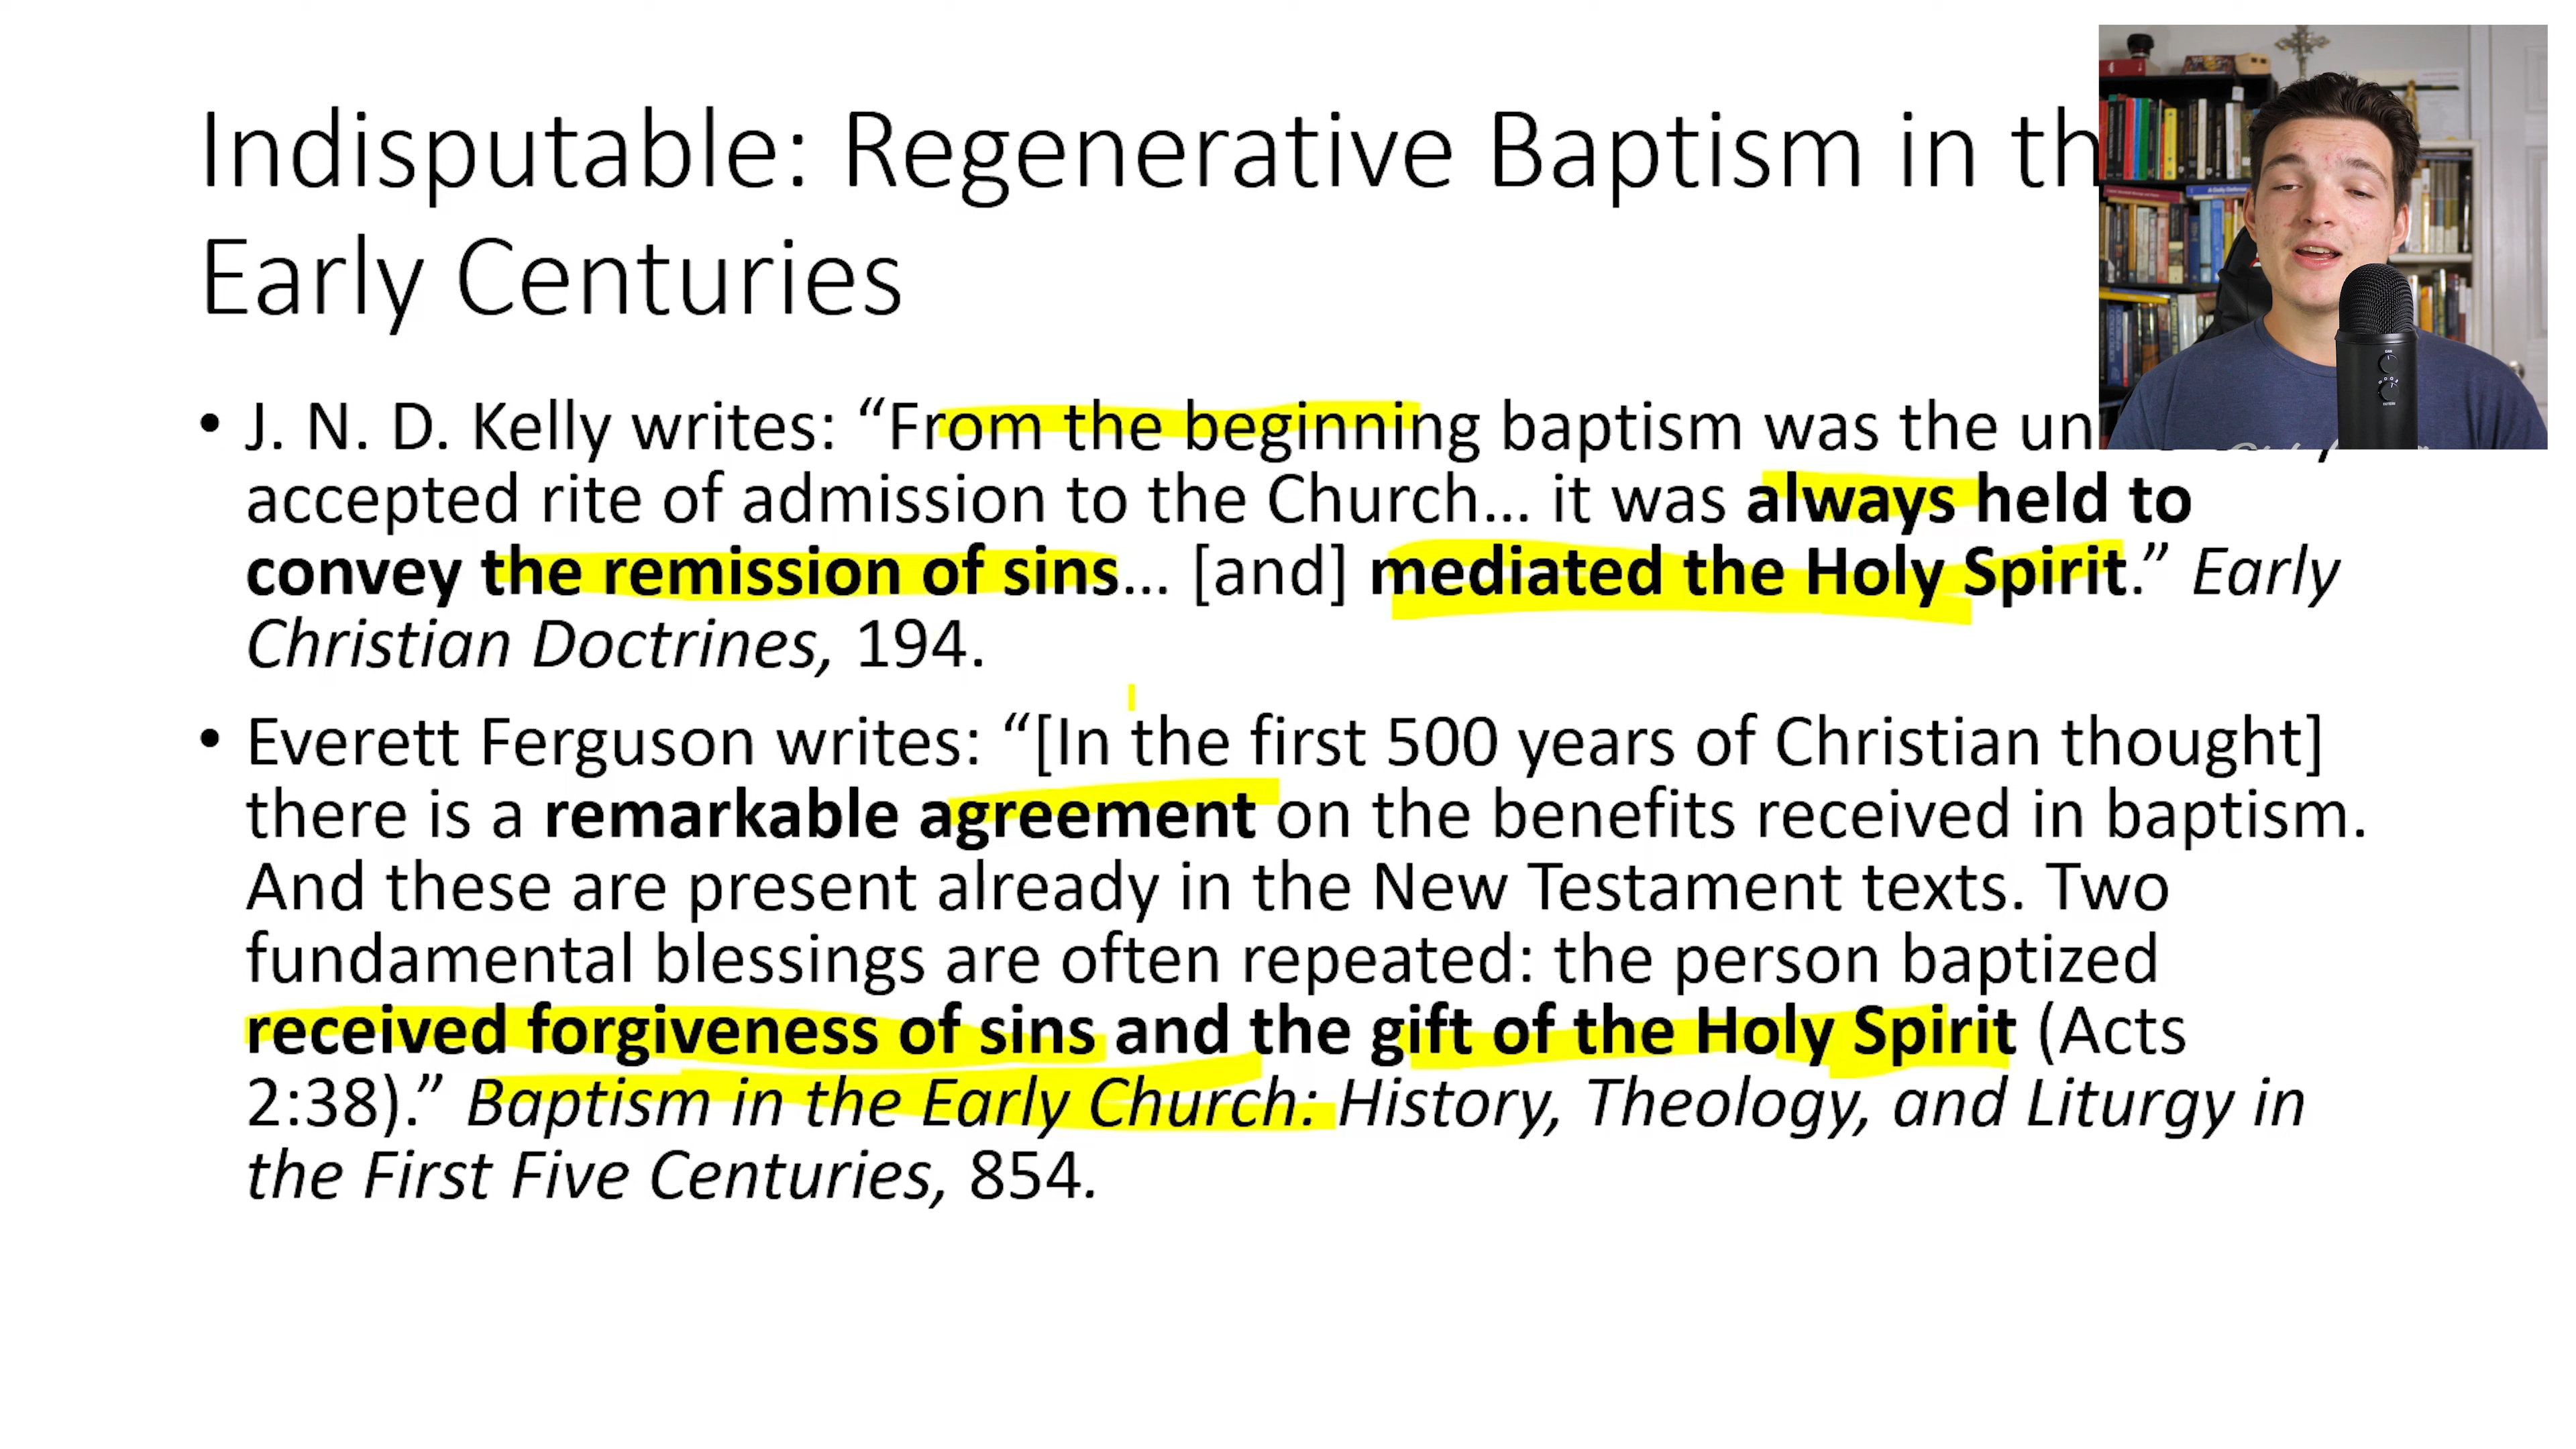 Indisputable: Regenerative Baptism in th
Early Centuries
• J. N. D. Kelly writes: “From the beginning baptism was the un
accepted rite of admission to the Church... it was always held to
convey the remission of sins... [and] mediated the Holy Spirit.” Early
Christian Doctrines, 194.
• Everett Ferguson writes: “[In the first 500 years of Christian thought]
there is a remarkable agreement on the benefits received in baptism.
And these are present already in the New Testament texts. Two
fundamental blessings are often repeated: the person baptized
received forgiveness of sins and the gift of the Holy Spirit (Acts
2:38).” Baptism in the Early Church: History, Theology, and Liturgy in
the First Five Centuries, 854.